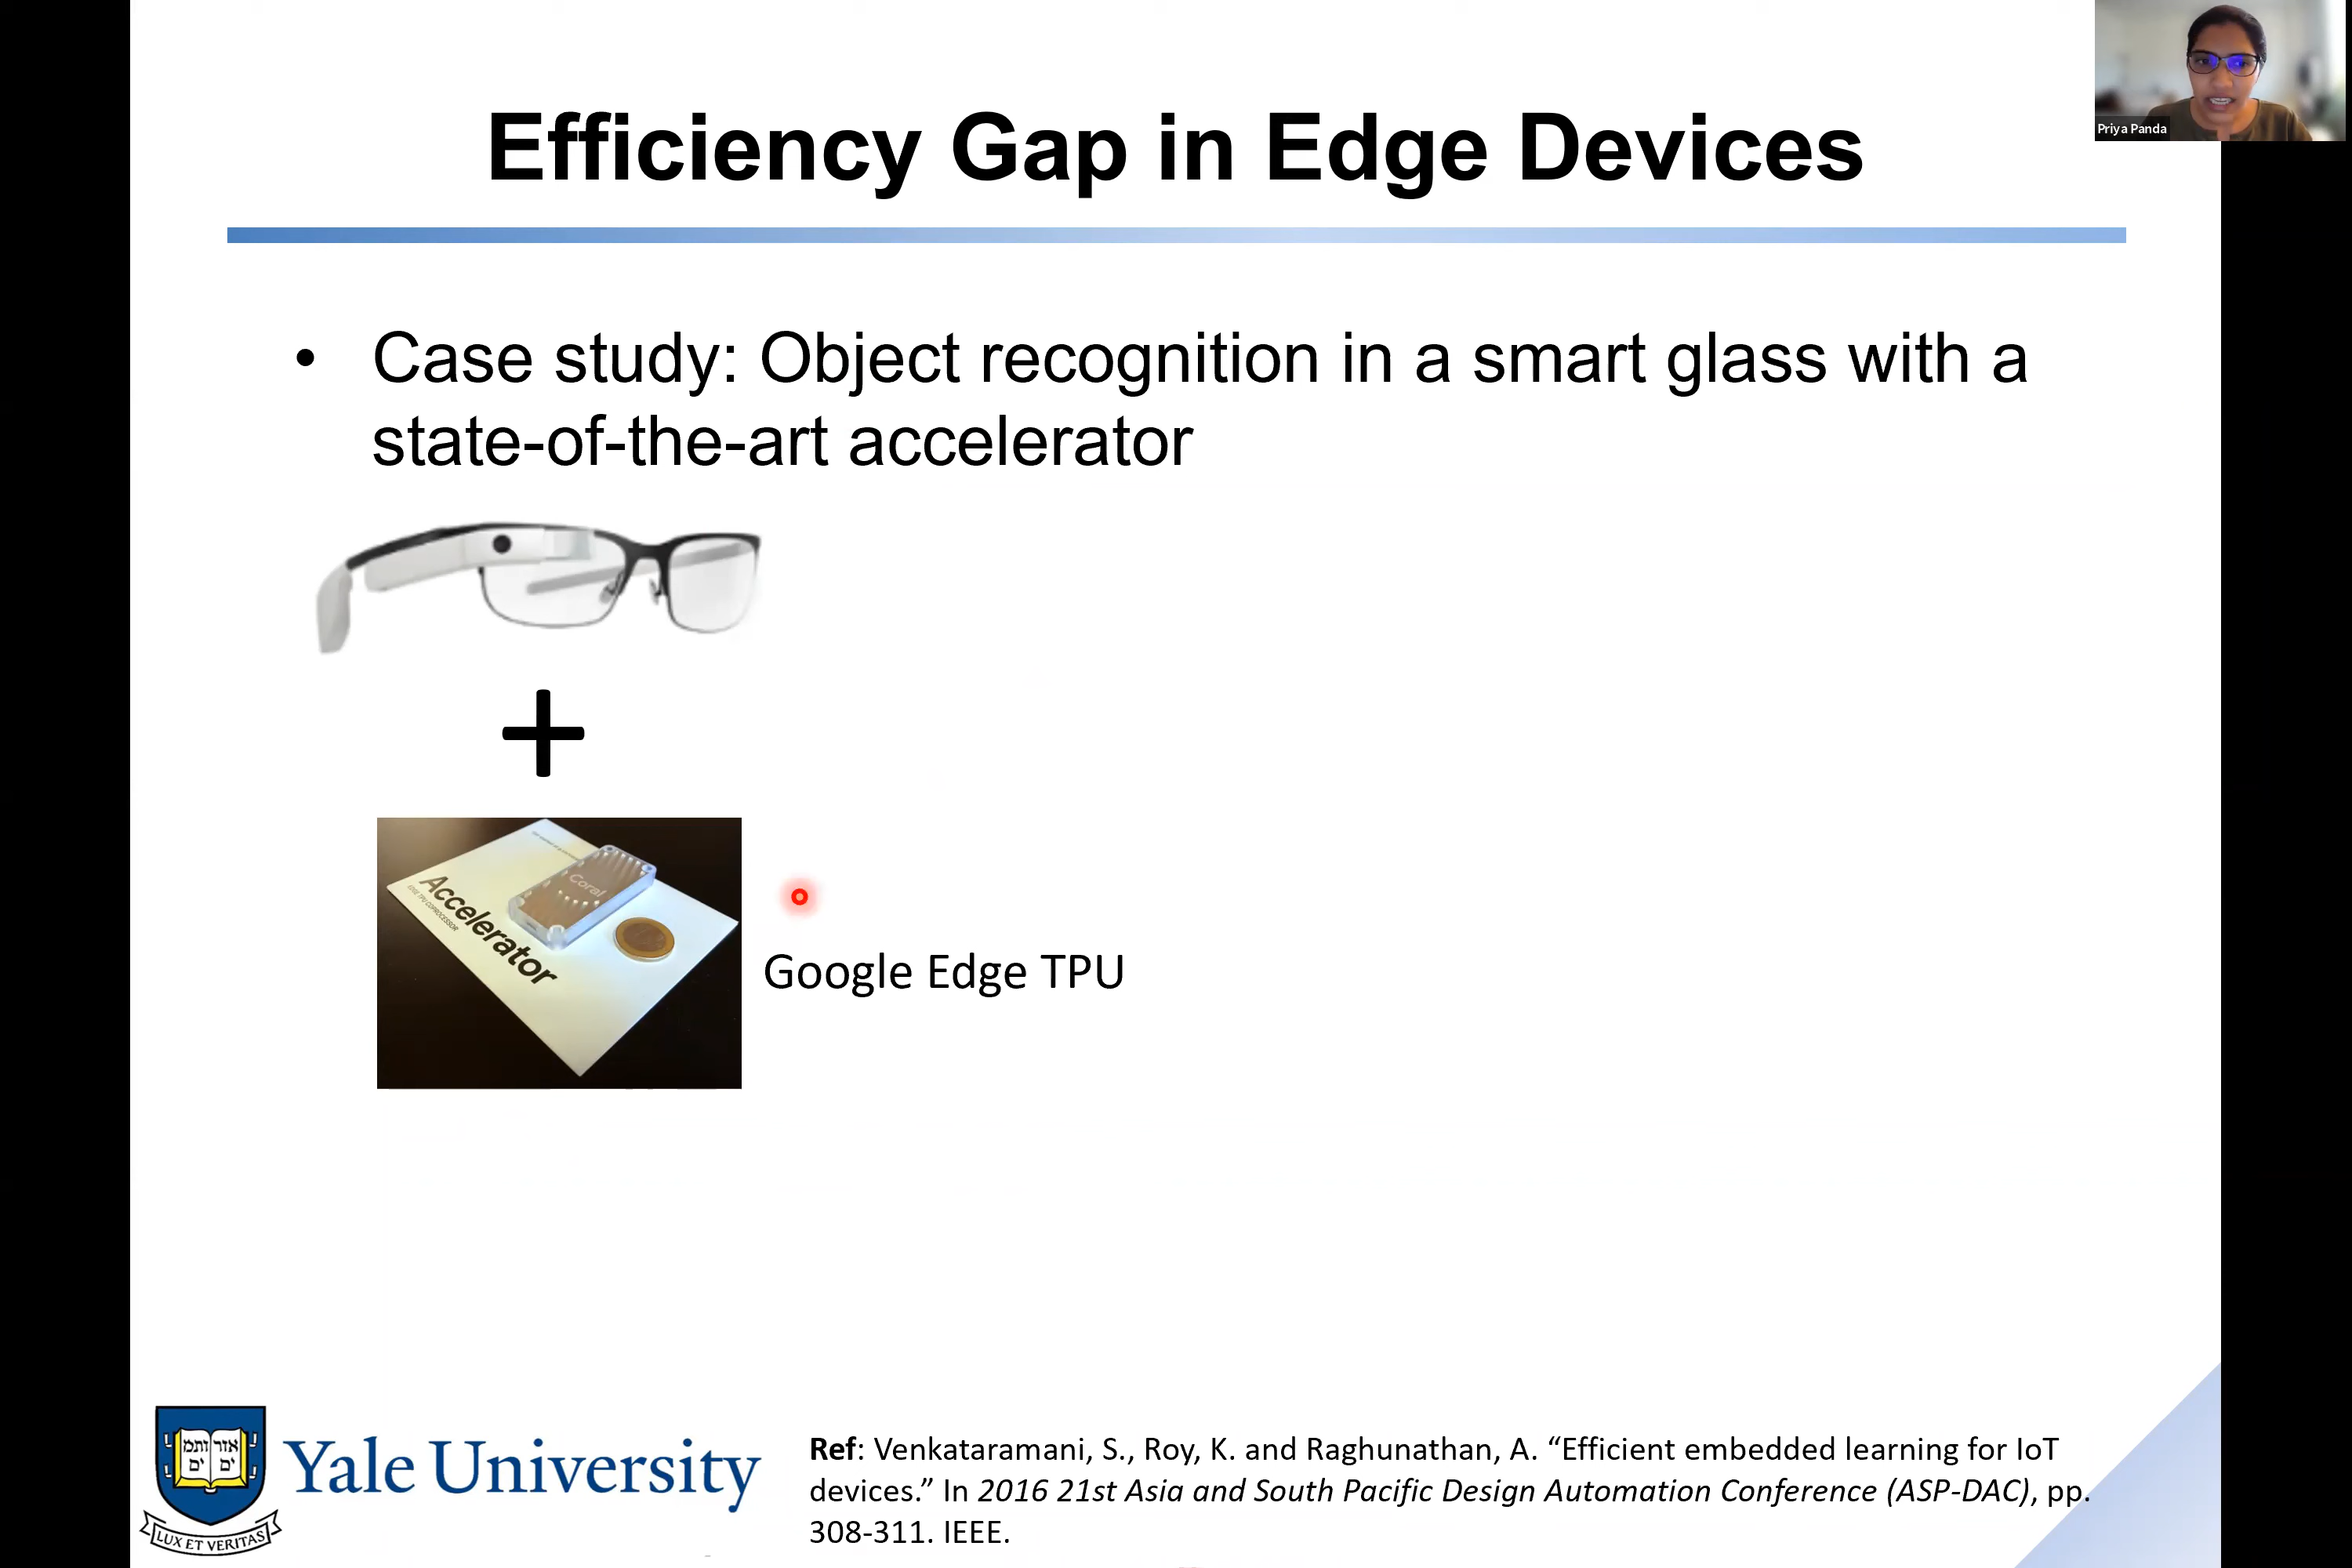 Efficiency Gap in Edge Devices
Priya Panda
• Case study: Object recognition in a smart glass with a
state-of-the-art accelerator
Coral
Accelerator
Google Edge TPU
אורים
ותמים
LUX ET VERITAS
Yale University
Ref: Venkataramani, S., Roy, K. and Raghunathan, A. “Efficient embedded learning for IoT
devices.” In 2016 21st Asia and South Pacific Design Automation Conference (ASP-DAC), pp.
308-311. IEEE.